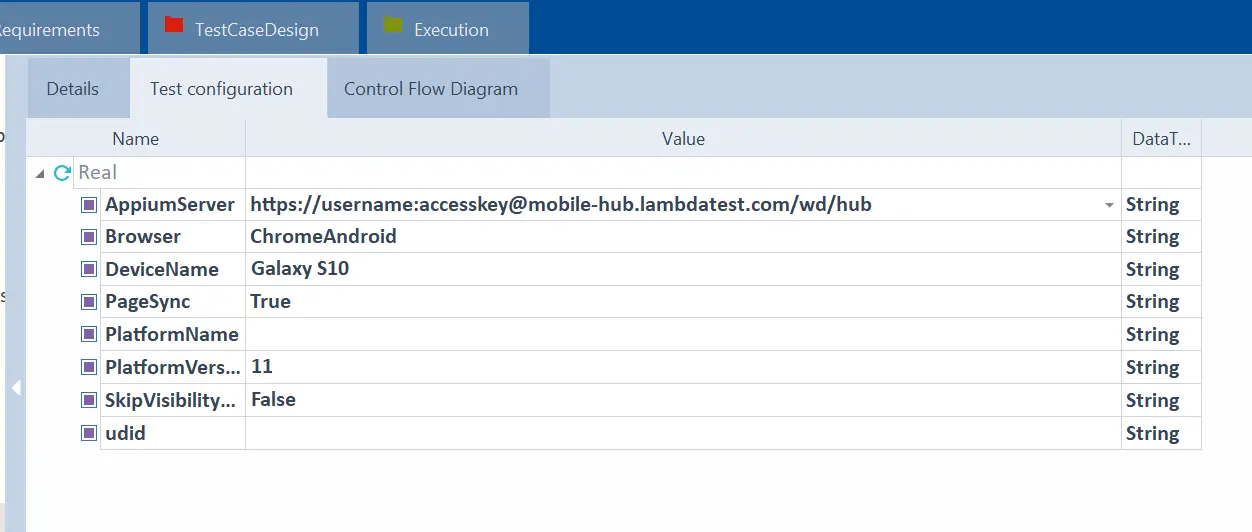 Requirements TestCaseDesign Execution
Details Test configuration Control Flow Diagram
Name Value DataT...
Real
AppiumServer https://username:accesskey@mobile-hub.lambdatest.com/wd/hub String
Browser ChromeAndroid String
DeviceName Galaxy S10 String
PageSync True String
PlatformName String
PlatformVers... 11 String
SkipVisibility... False String
udid String